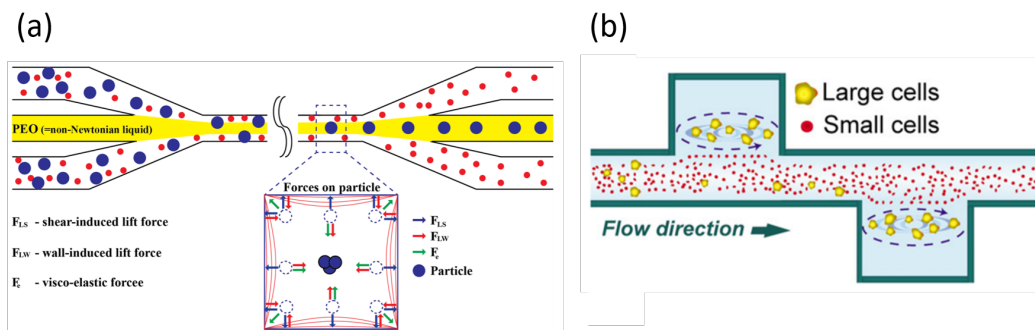 (a)
PEO (=non-Newtonian liquid)
Forces on particle
F_LS - shear-induced lift force
F_LW - wall-induced lift force
F_e - visco-elastic forcee
F_LS
F_LW
F_e
Particle
(b)
Large cells
Small cells
Flow direction